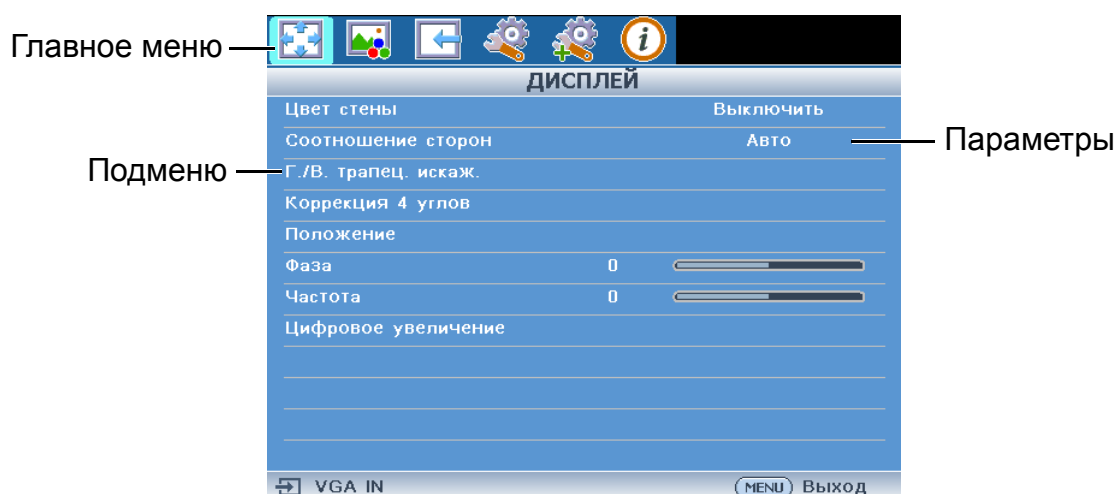 Главное меню
ДИСПЛЕЙ
Цвет стены Выключить
Соотношение сторон Авто
Параметры
Подменю
Г./В. трапец. искаж.
Коррекция 4 углов
Положение
Фаза 0
Частота 0
Цифровое увеличение
VGA IN MENU Выход